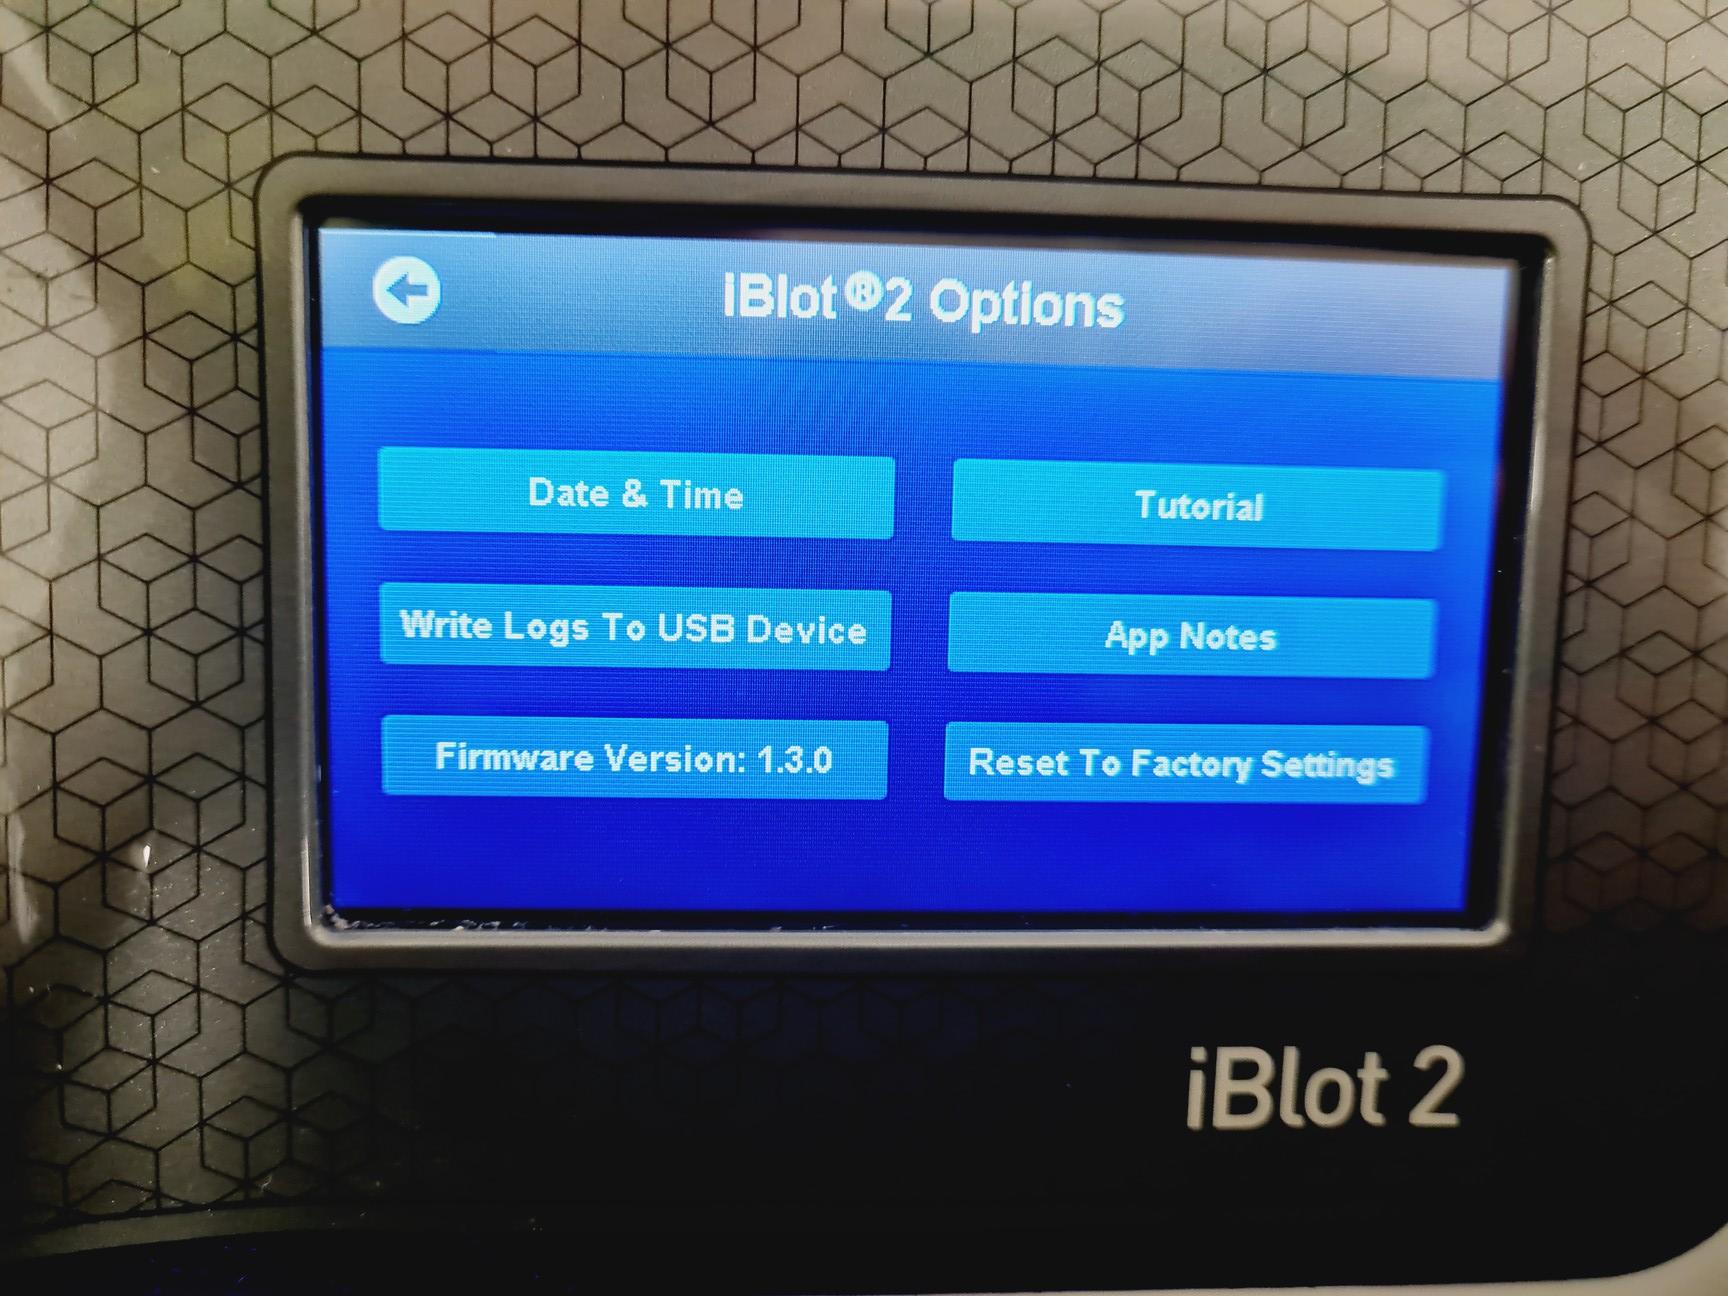 iBlot®2 Options
Date & Time
Tutorial
Write Logs To USB Device
App Notes
Firmware Version: 1.3.0
Reset To Factory Settings
iBlot 2